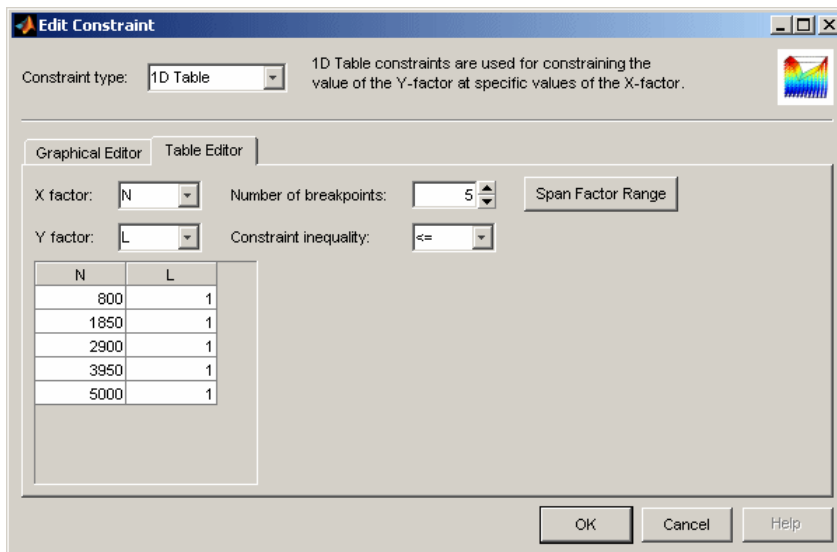 Edit Constraint
Constraint type: 1D Table
1D Table constraints are used for constraining the
value of the Y-factor at specific values of the X-factor.
Graphical Editor Table Editor
X factor: N Number of breakpoints: 5 Span Factor Range
Y factor: L Constraint inequality: <=
N L
800 1
1850 1
2900 1
3950 1
5000 1
OK Cancel Help